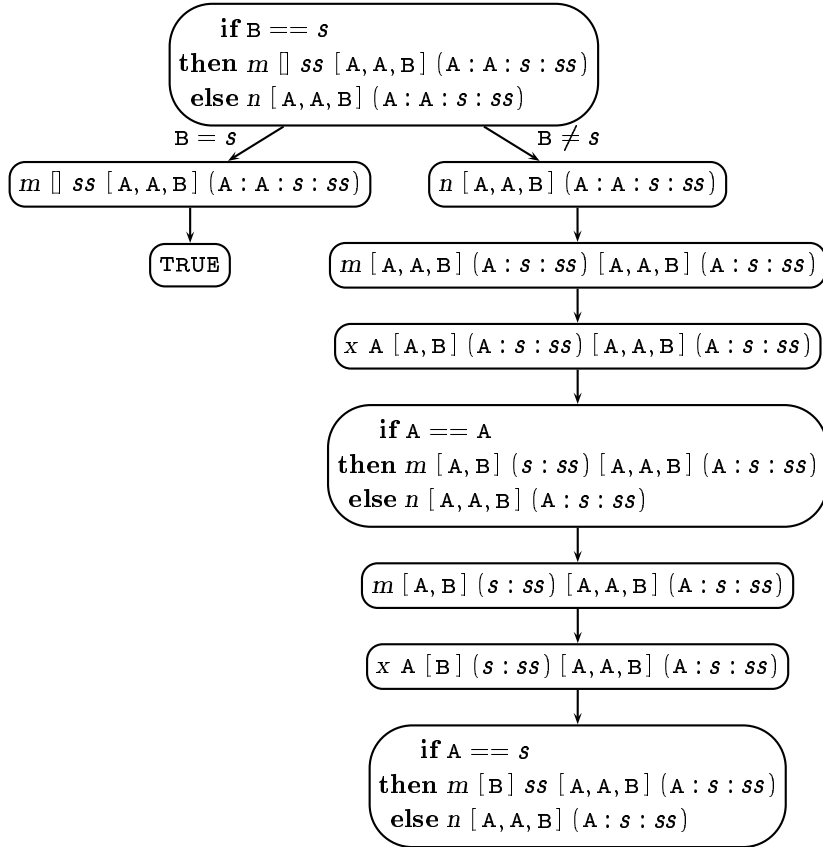 if B == s
then m [] ss [A,A,B] (A:A:s:ss)
else n [A,A,B] (A:A:s:ss)
B = s
B ≠ s
m [] ss [A,A,B] (A:A:s:ss)
n [A,A,B] (A:A:s:ss)
TRUE
m [A,A,B] (A:s:ss) [A,A,B] (A:s:ss)
x A [A,B] (A:s:ss) [A,A,B] (A:s:ss)
if A == A
then m [A,B] (s:ss) [A,A,B] (A:s:ss)
else n [A,A,B] (A:s:ss)
m [A,B] (s:ss) [A,A,B] (A:s:ss)
x A [B] (s:ss) [A,A,B] (A:s:ss)
if A == s
then m [B] ss [A,A,B] (A:s:ss)
else n [A,A,B] (A:s:ss)